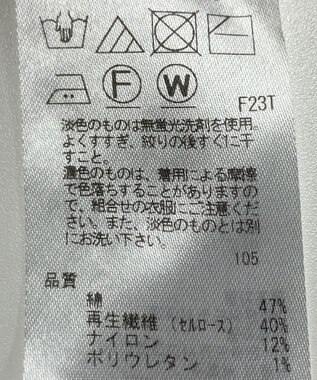 F
W
F23T
淡色のものは無蛍光洗剤を使用。
よくすすぎ、絞りの後すぐに干
すこと。
濃色のものは、着用による摩擦
で色落ちすることがありますの
で、組合せの衣服にご注意くだ
さい。また、淡色のものとは別
にお洗い下さい。
105
品質
綿 47%
再生繊維（セルロース） 40%
ナイロン 12%
ポリウレタン 1%